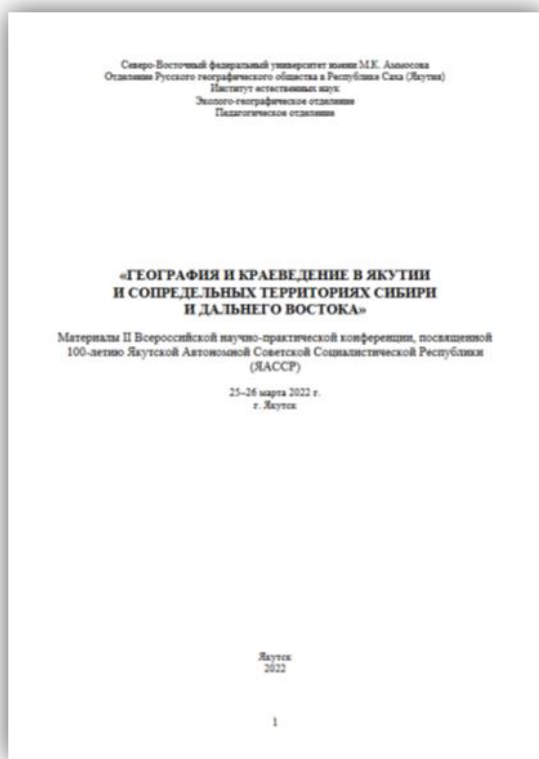 Северо-Восточный федеральный университет имени М.К. Аммосова
Отделение Русского географического общества в Республике Саха (Якутия)
Институт естественных наук
Эколого-географическое отделение
Педагогическое отделение
«ГЕОГРАФИЯ И КРАЕВЕДЕНИЕ В ЯКУТИИ
И СОПРЕДЕЛЬНЫХ ТЕРРИТОРИЯХ СИБИРИ
И ДАЛЬНЕГО ВОСТОКА»
Материалы II Всероссийской научно-практической конференции, посвященной
100-летию Якутской Автономной Советской Социалистической Республики
(ЯАССР)
25–26 марта 2022 г.
г. Якутск
Якутск
2022
1